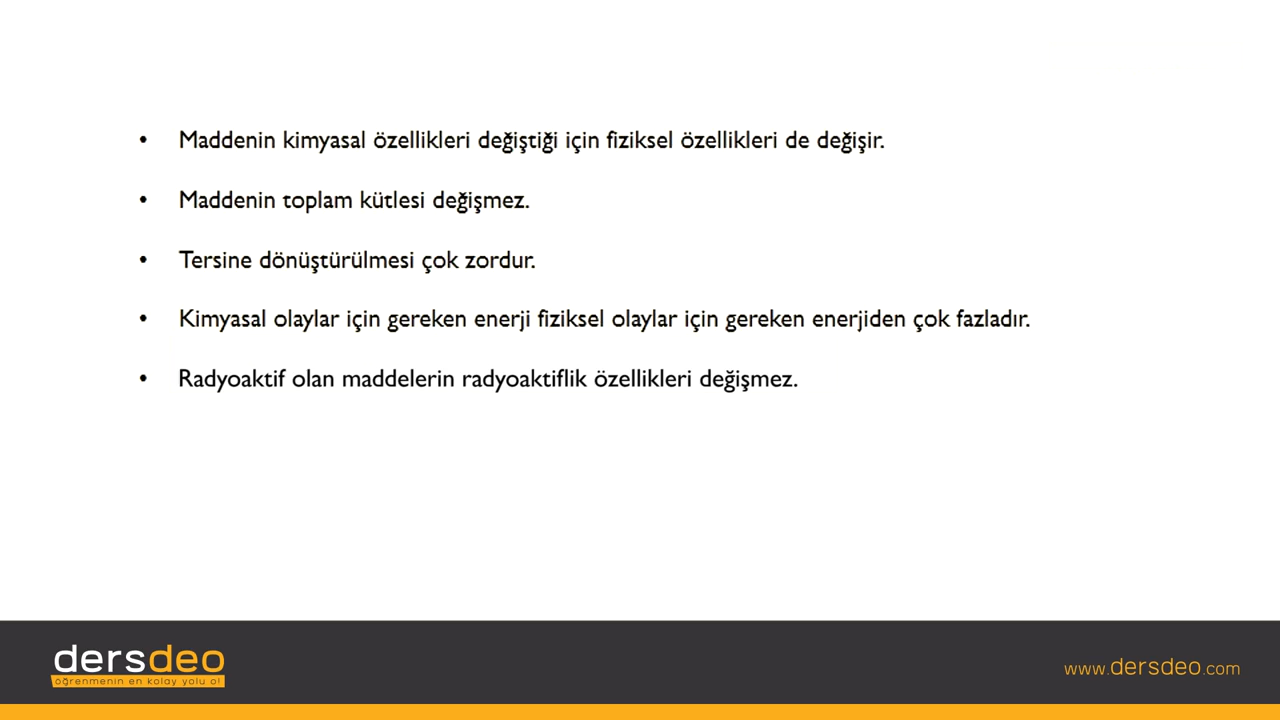 • Maddenin kimyasal özellikleri değiştiği için fiziksel özellikleri de değişir.
• Maddenin toplam kütlesi değişmez.
• Tersine dönüştürülmesi çok zordur.
• Kimyasal olaylar için gereken enerji fiziksel olaylar için gereken enerjiden çok fazladır.
• Radyoaktif olan maddelerin radyoaktiflik özellikleri değişmez.
dersdeo
öğrenmenin en kolay yolu o!
www.dersdeo.com